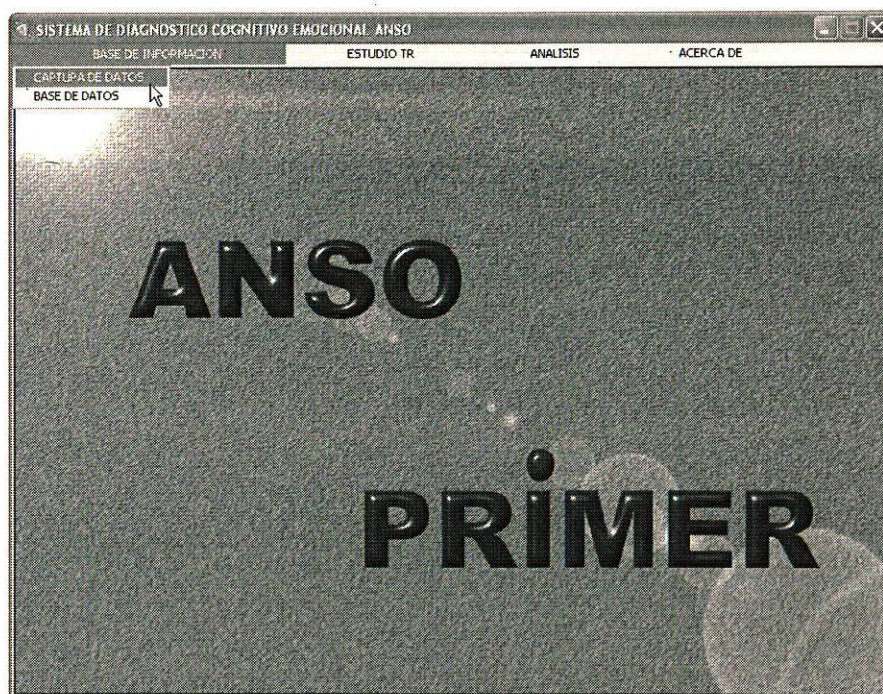 SISTEMA DE DIAGNOSTICO COGNITIVO EMOCIONAL ANSO
BASE DE INFORMACION ESTUDIO TR ANALISIS ACERCA DE
CAPTURA DE DATOS
BASE DE DATOS
ANSO
PRiMER